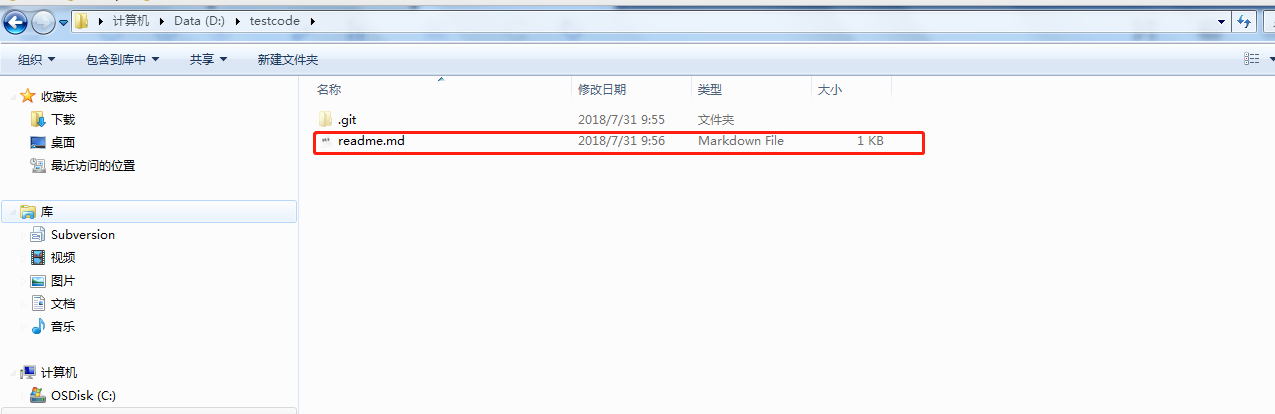 计算机 Data (D:) testcode
组织 包含到库中 共享 新建文件夹
收藏夹
下载
桌面
最近访问的位置
库
Subversion
视频
图片
文档
音乐
计算机
OSDisk (C:)
名称 修改日期 类型 大小
.git 2018/7/31 9:55 文件夹
readme.md 2018/7/31 9:56 Markdown File 1 KB